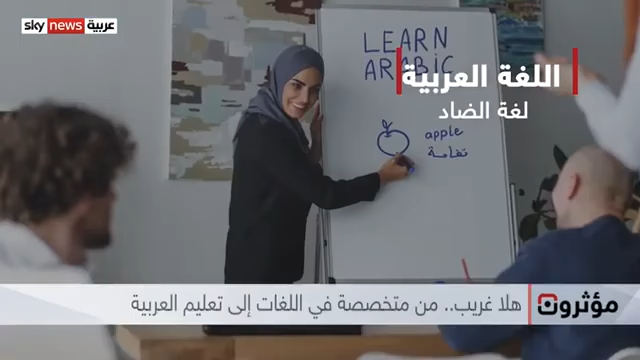 sky news عربية
LEARN
ARABIC
اللغة العربية
لغة الضاد
apple
تفاحة
هلا غريب.. من متخصصة في اللغات إلى تعليم العربية
مؤثرون